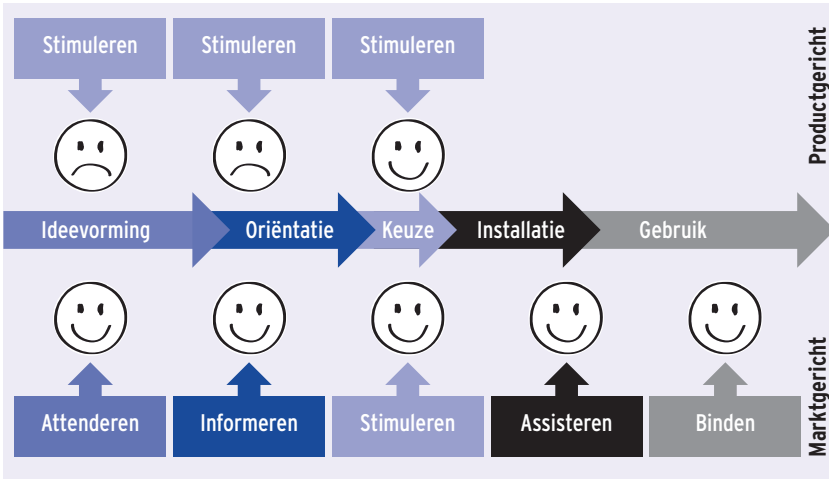 Stimuleren
Stimuleren
Stimuleren
Productgericht
Ideevorming
Oriëntatie
Keuze
Installatie
Gebruik
Attenderen
Informeren
Stimuleren
Assisteren
Binden
Marktgericht